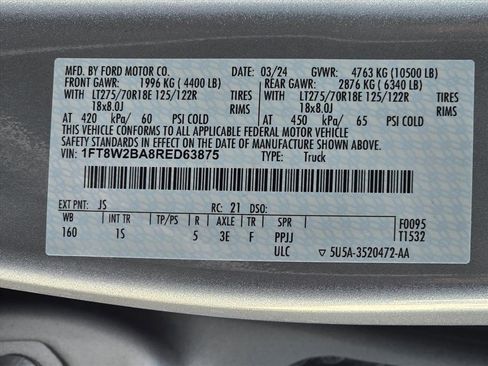 MFD. BY FORD MOTOR CO. 03/24 GVWR: 4763 KG (10500 LB)
FRONT GAWR: 1996 KG ( 4400 LB) REAR GAWR: 2876 KG ( 6340 LB)
LT275/70R18E 125/122R TIRES LT275/70R18E 125/122R TIRES
18x8.0J RIMS 18x8.0J RIMS
AT 420 kPa/ 60 PSI COLD AT 450 kPa/ 65 PSI COLD
THIS VEHICLE CONFORMS TO ALL APPLICABLE FEDERAL MOTOR VEHICLE
SAFETY STANDARDS IN EFFECT ON THE DATE OF MANUFACTURE SHOWN ABOVE.
VIN: 1FT8W2BA8RED63875 TYPE: Truck
EXT PNT: JS RC: 21 DSO:
WB INT TR TP/PS R AXLE TR SPR F0095
160 1S 5 3E F PPJJ T1532
ULC 5U5A-3520472-AA